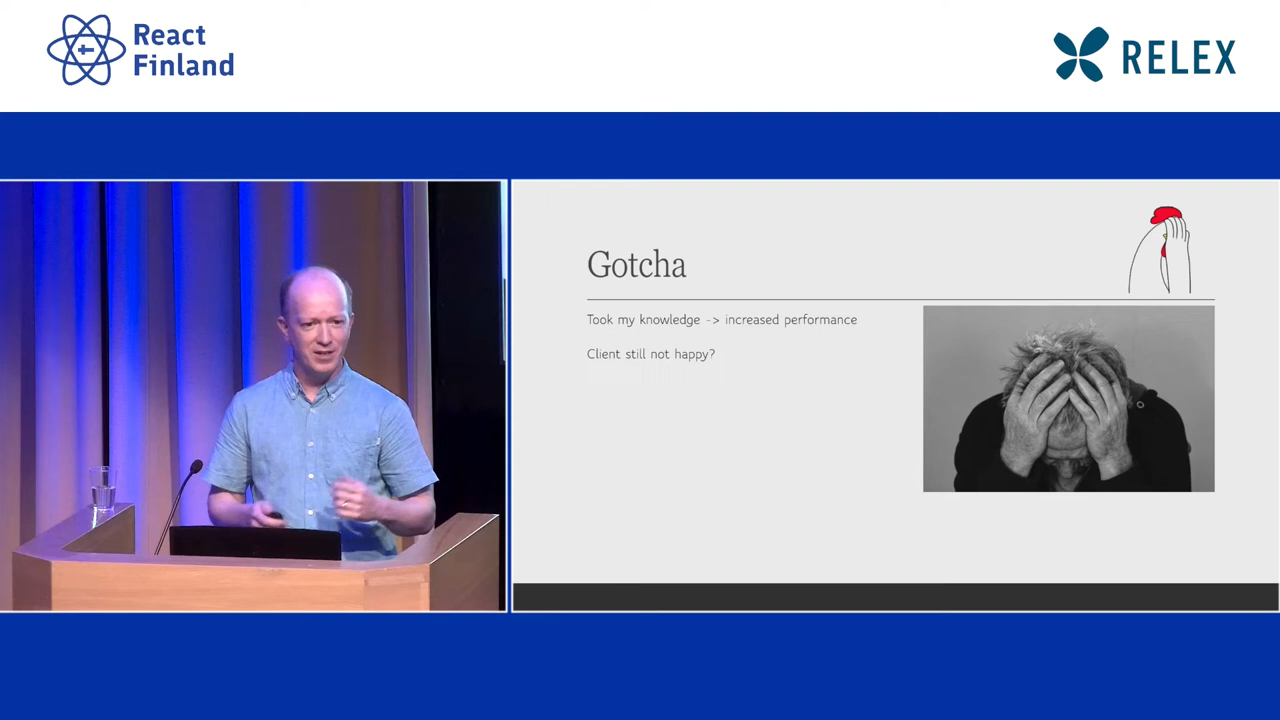 React
Finland
RELEX
Gotcha
Took my knowledge -> increased performance
Client still not happy?